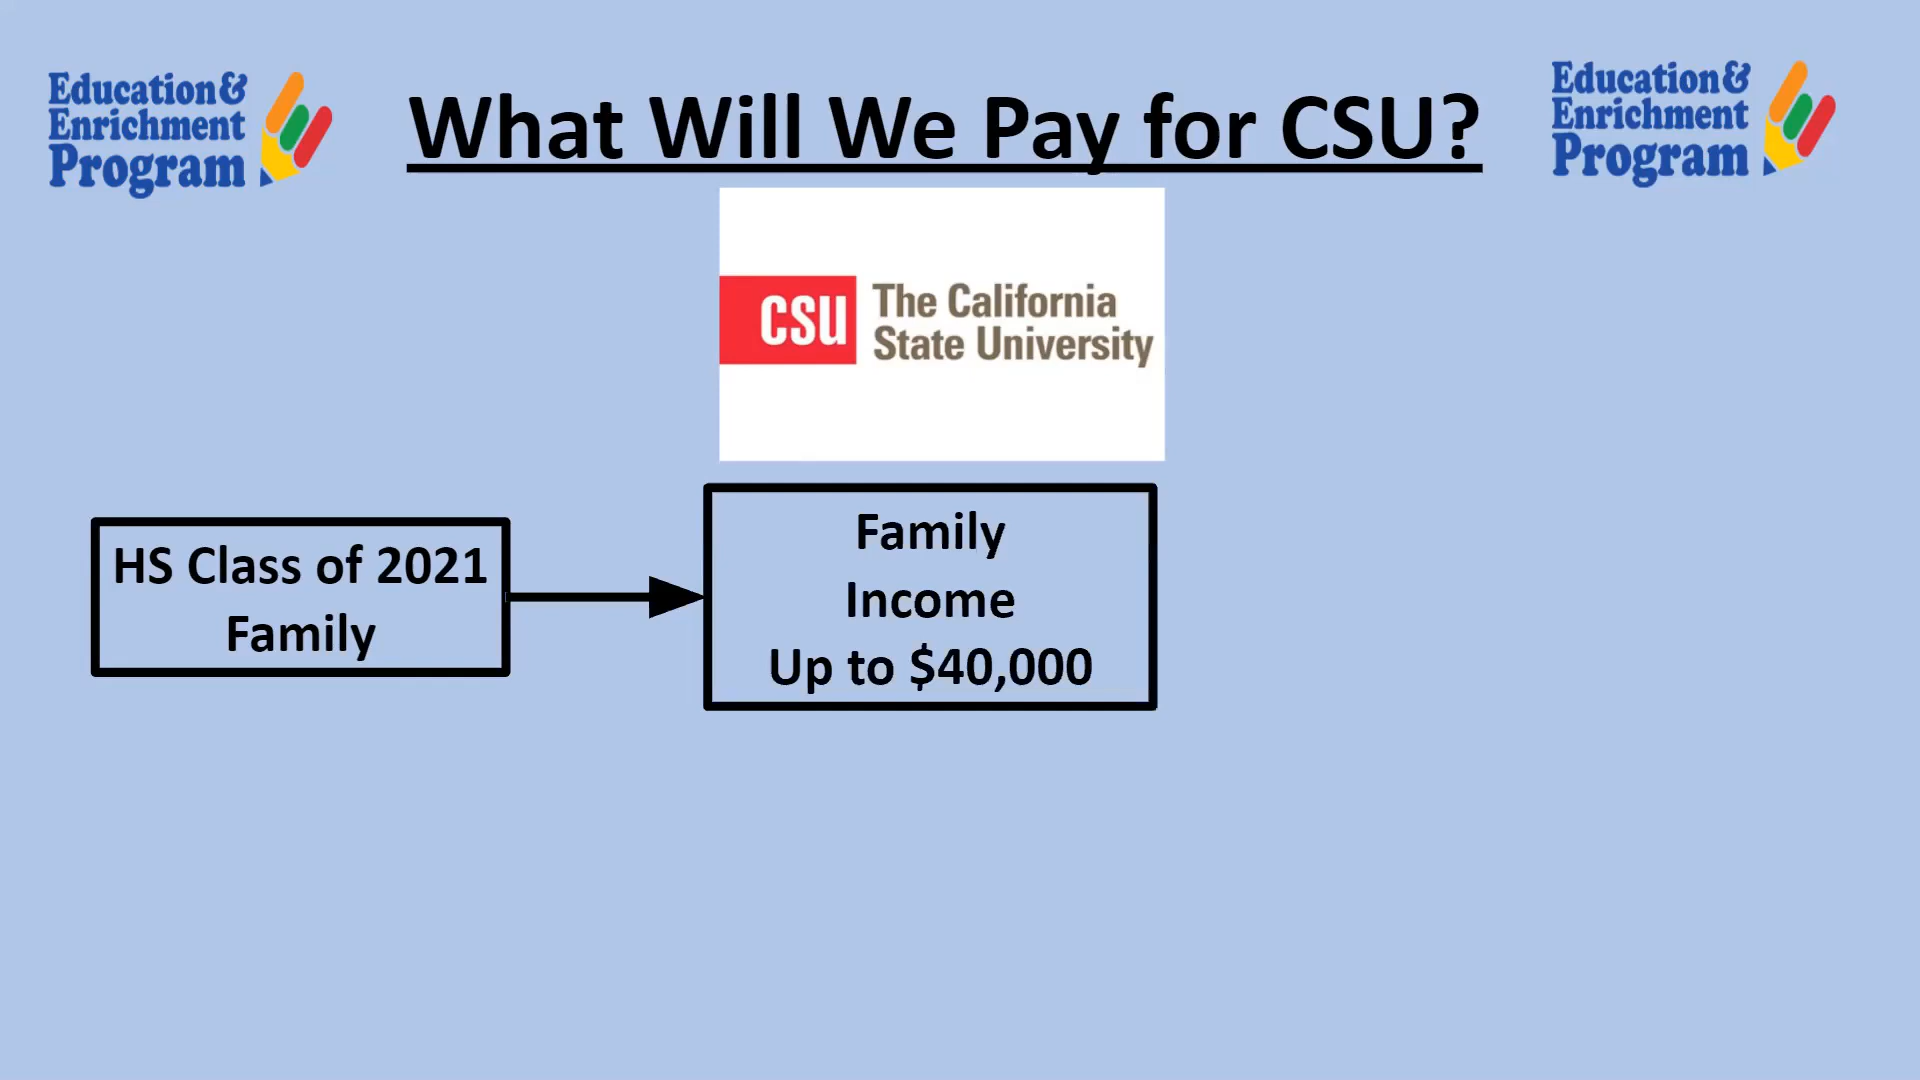 Education&
Enrichment
Program
What Will We Pay for CSU?
Education&
Enrichment
Program
CSU The California
State University
HS Class of 2021
Family
Family
Income
Up to $40,000